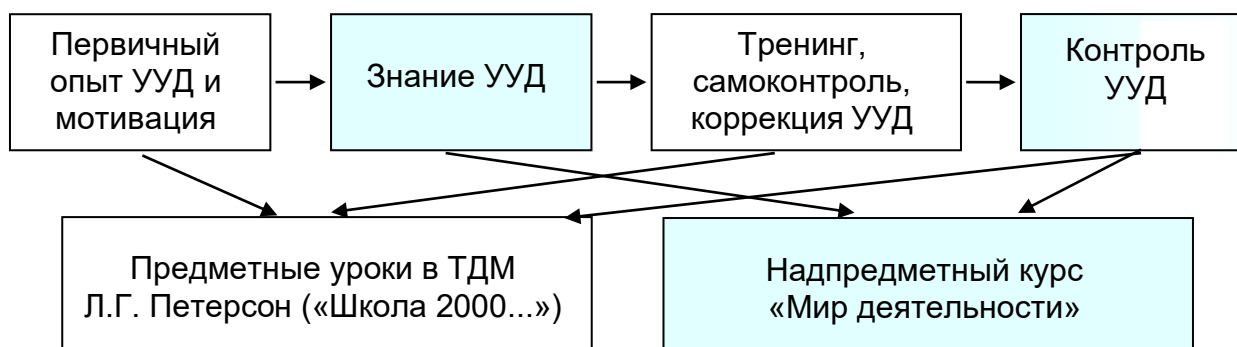 Первичный
опыт УУД и
мотивация
Знание УУД
Тренинг,
самоконтроль,
коррекция УУД
Контроль
УУД
Предметные уроки в ТДМ
Л.Г. Петерсон («Школа 2000...»)
Надпредметный курс
«Мир деятельности»